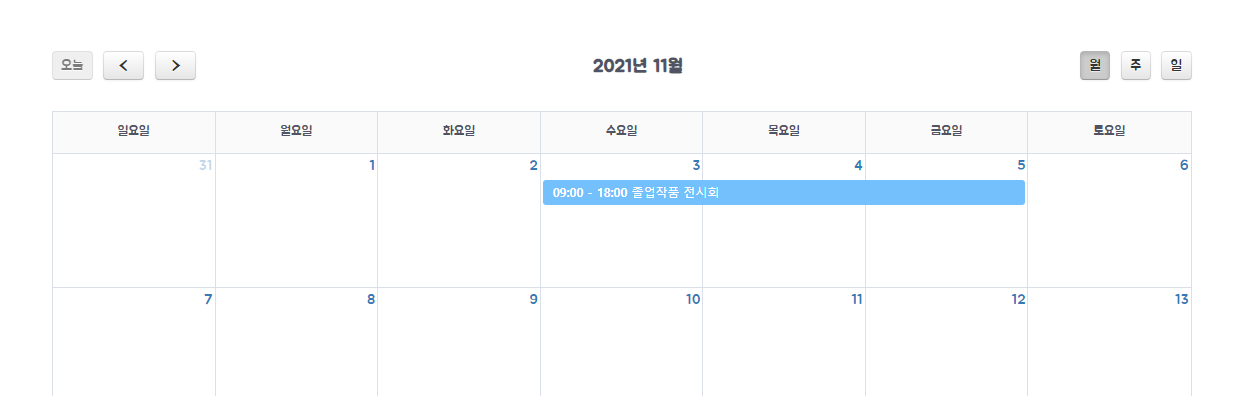 오늘 < > 2021년 11월 월 주 일
일요일 월요일 화요일 수요일 목요일 금요일 토요일
31 1 2 3 4 5 6
09:00 - 18:00 졸업작품 전시회
7 8 9 10 11 12 13